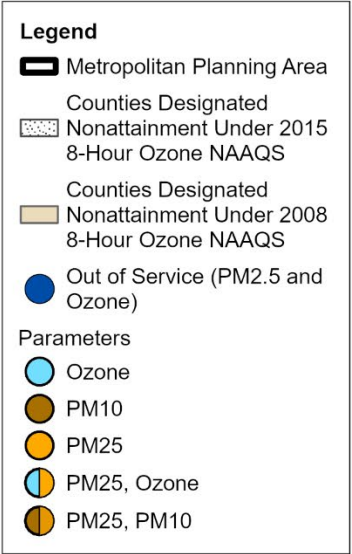 Legend
Metropolitan Planning Area
Counties Designated
Nonattainment Under 2015
8-Hour Ozone NAAQS
Counties Designated
Nonattainment Under 2008
8-Hour Ozone NAAQS
Out of Service (PM2.5 and
Ozone)
Parameters
Ozone
PM10
PM25
PM25, Ozone
PM25, PM10